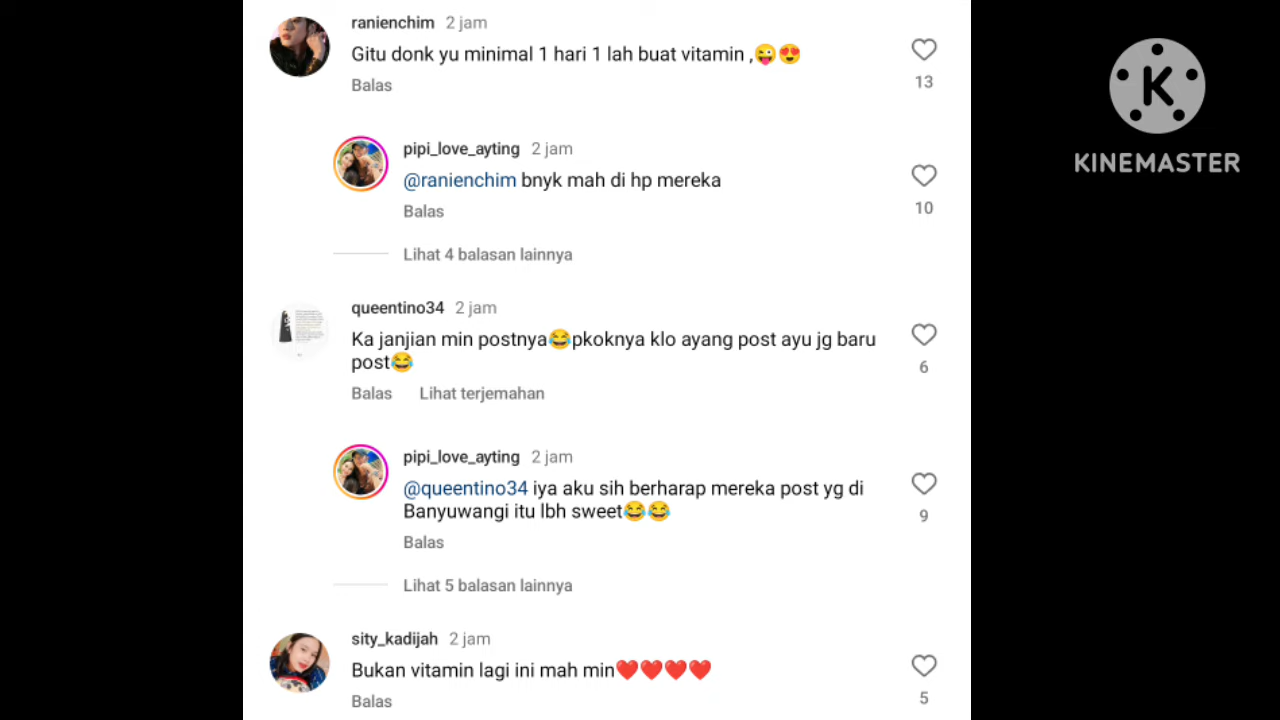 ranienchim 2 jam
Gitu donk yu minimal 1 hari 1 lah buat vitamin ,😜😍
13
Balas
K
KINEMASTER
pipi_love_ayting 2 jam
@ranienchim bnyk mah di hp mereka
10
Balas
Lihat 4 balasan lainnya
queentino34 2 jam
Ka janjian min postnya😂pkoknya klo ayang post ayu jg baru
post😂
6
Balas Lihat terjemahan
pipi_love_ayting 2 jam
@queentino34 iya aku sih berharap mereka post yg di
Banyuwangi itu lbh sweet😂😂
9
Balas
Lihat 5 balasan lainnya
sity_kadijah 2 jam
Bukan vitamin lagi ini mah min❤️❤️❤️❤️
5
Balas